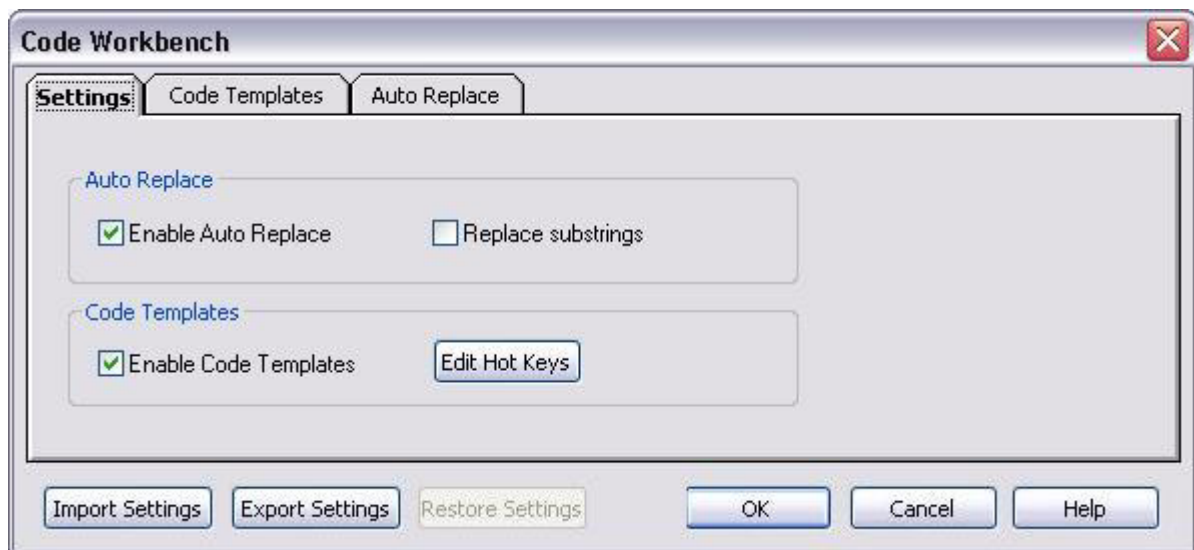 Code Workbench
Settings Code Templates Auto Replace
Auto Replace
Enable Auto Replace Replace substrings
Code Templates
Enable Code Templates Edit Hot Keys
Import Settings Export Settings Restore Settings OK Cancel Help